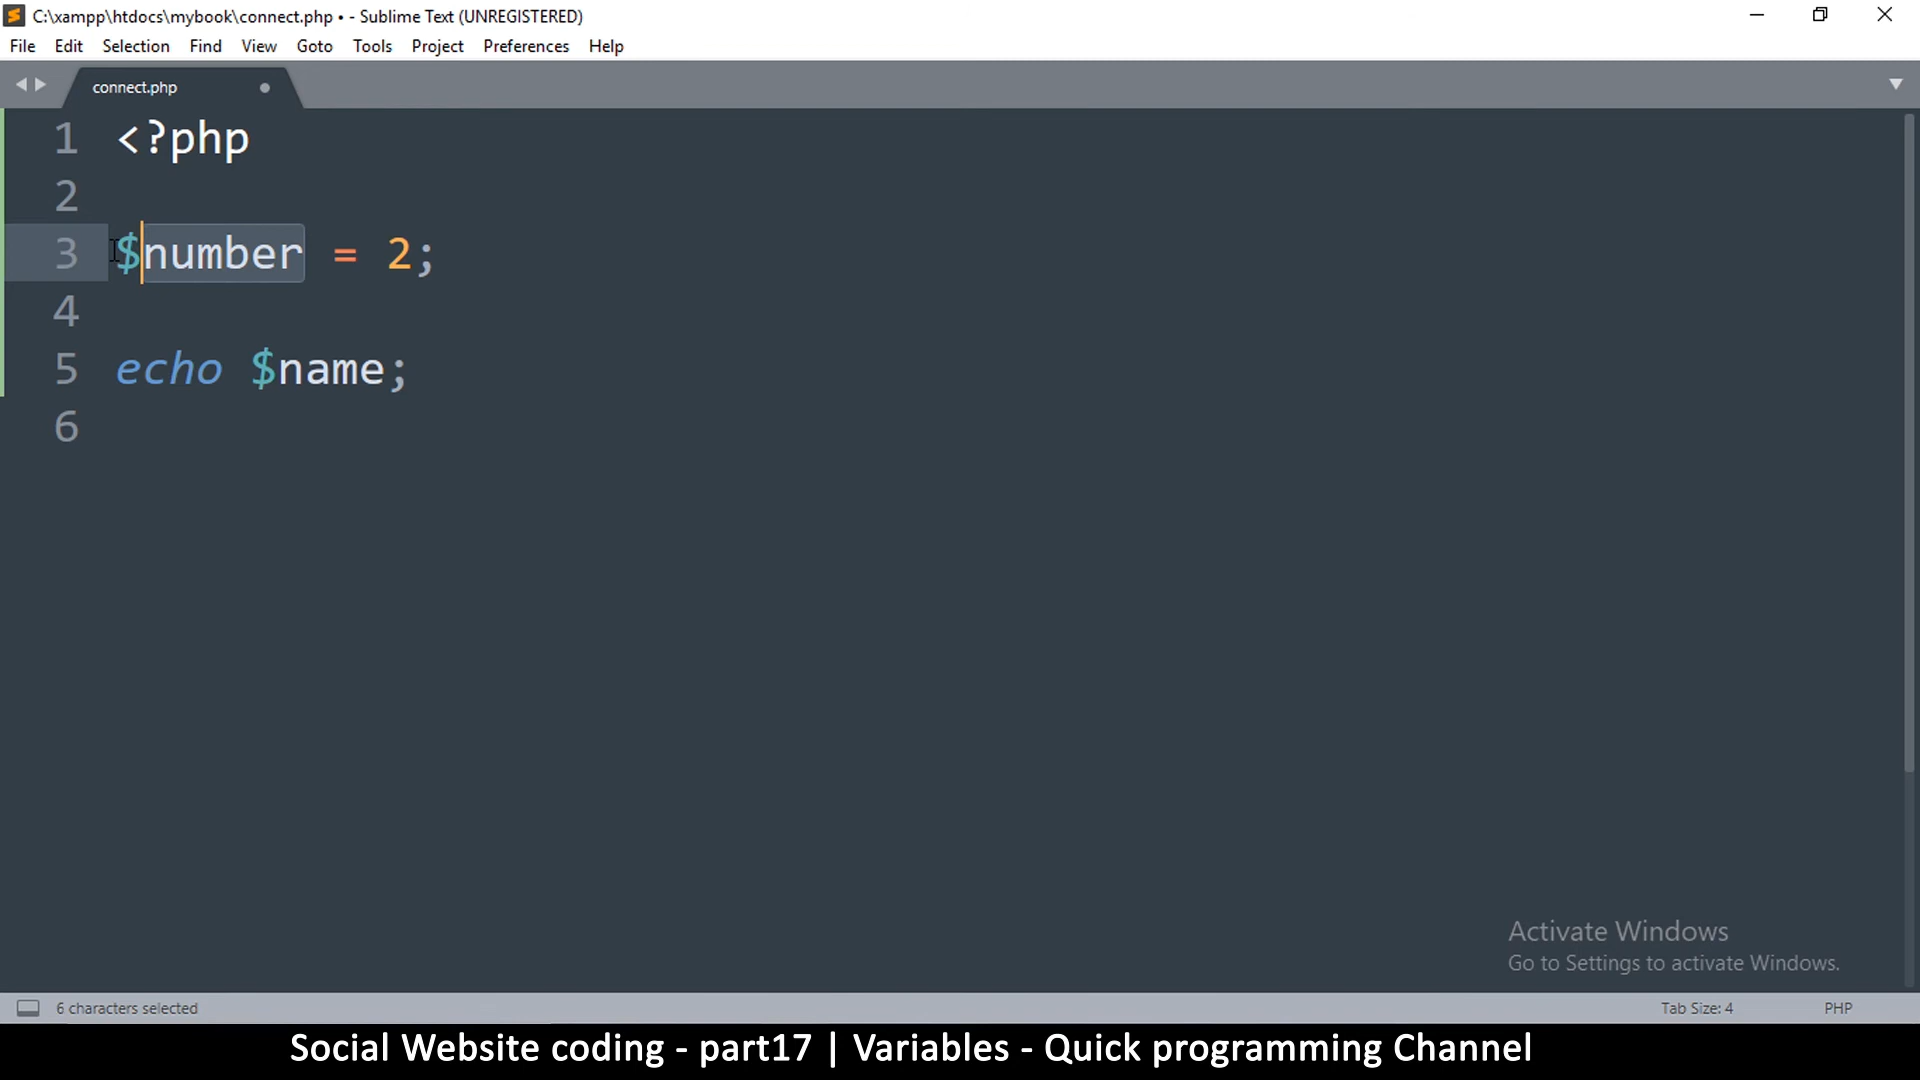 C:\xampp\htdocs\mybook\connect.php • - Sublime Text (UNREGISTERED)
File Edit Selection Find View Goto Tools Project Preferences Help
connect.php
1 <?php
2
3 $number = 2;
4
5 echo $name;
6
Activate Windows
Go to Settings to activate Windows.
6 characters selected Tab Size: 4 PHP
Social Website coding - part17 | Variables - Quick programming Channel